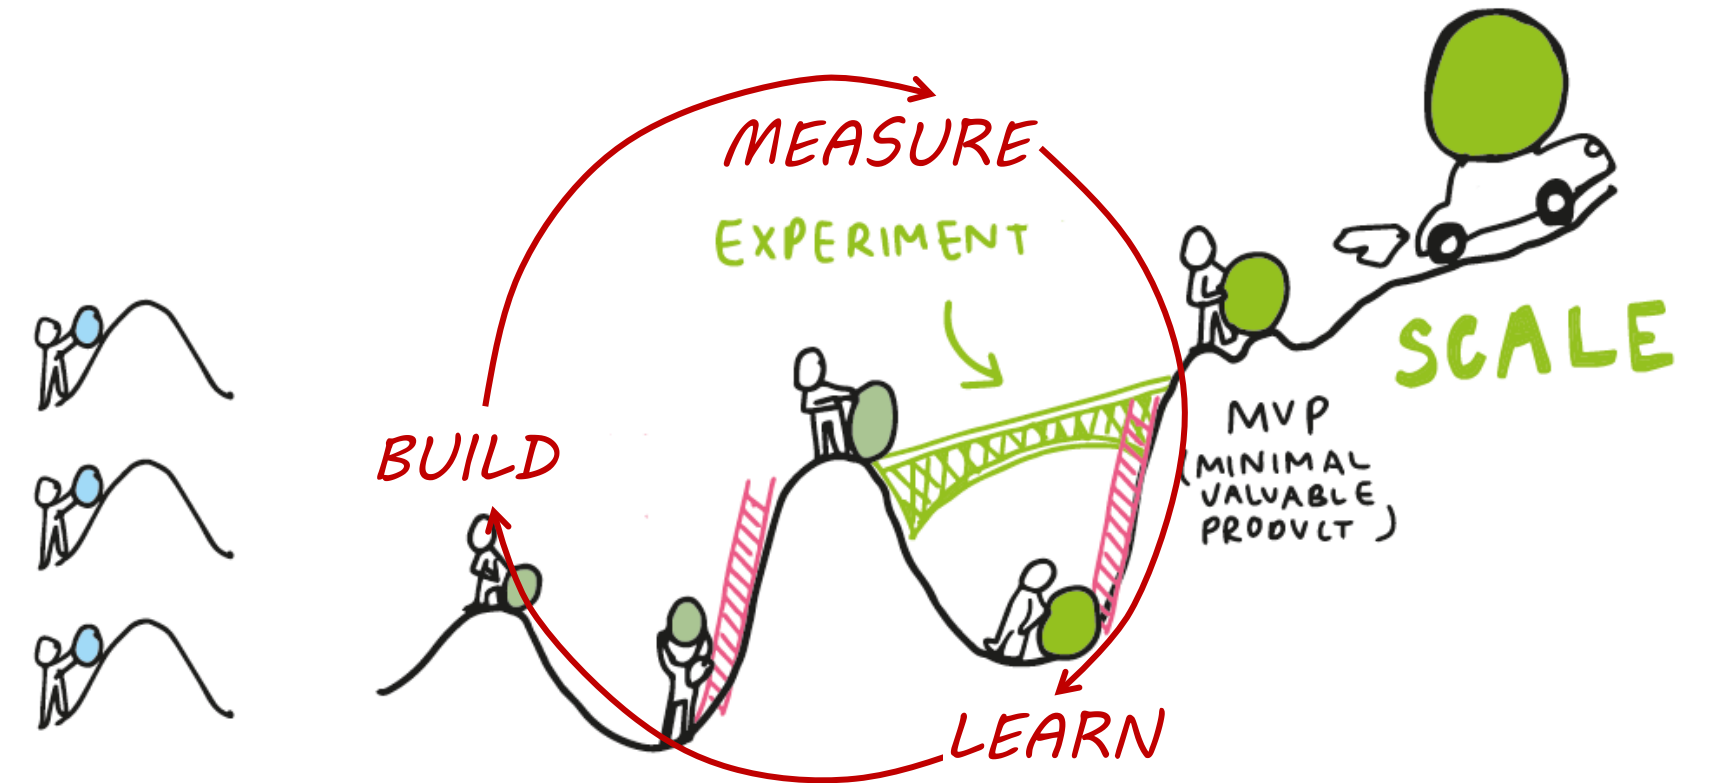 MEASURE
EXPERIMENT
SCALE
BUILD
MVP
(MINIMAL
VALUABLE
PRODUCT)
LEARN